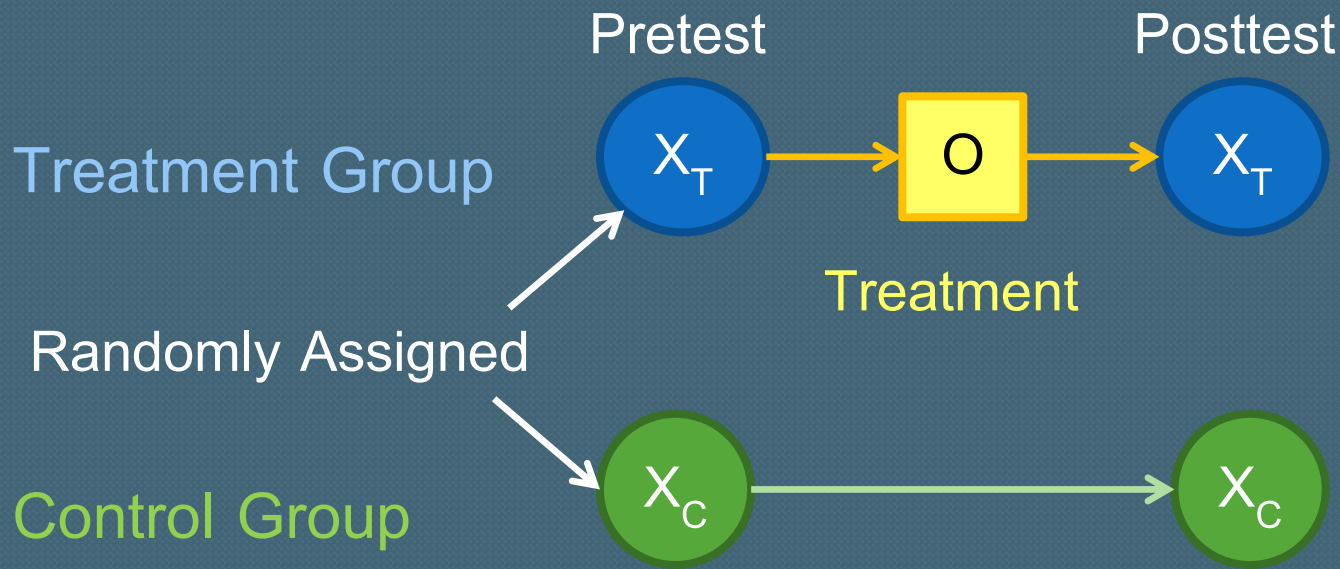 Pretest
Posttest
Treatment Group
X_T
O
X_T
Treatment
Randomly Assigned
Control Group
X_C
X_C